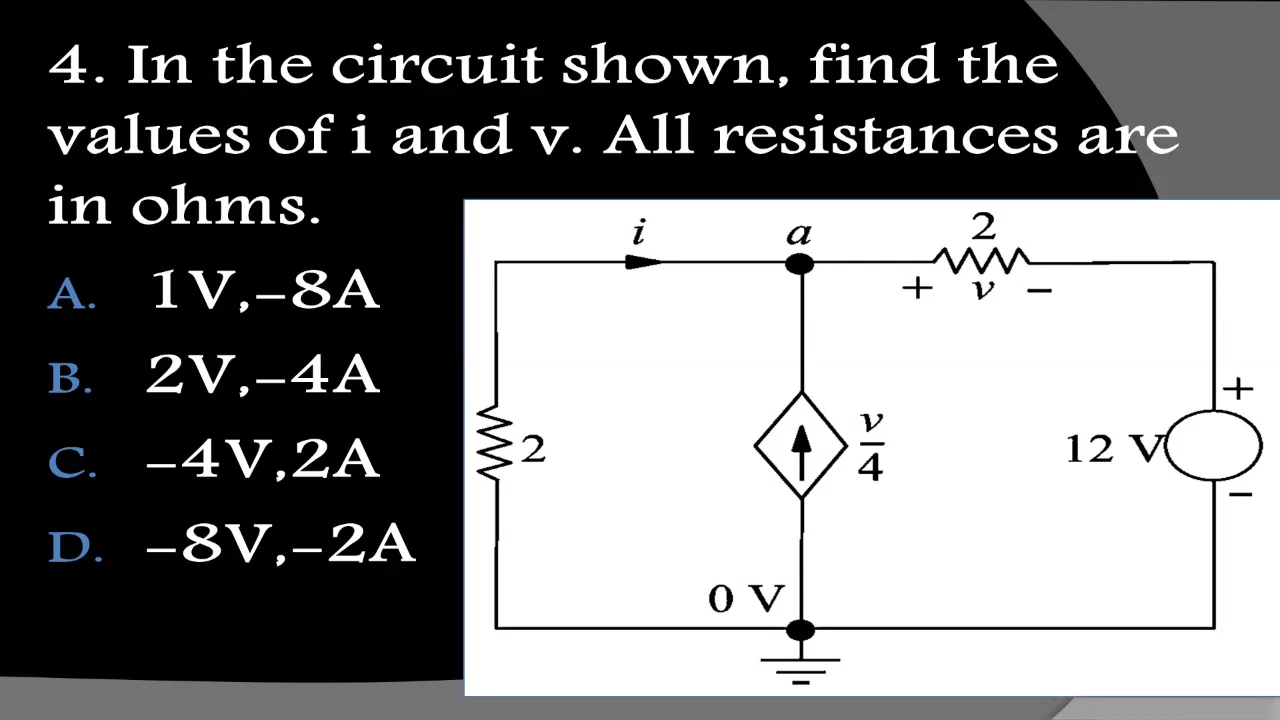 4. In the circuit shown, find the
values of i and v. All resistances are
in ohms.
A. 1V,–8A
B. 2V,–4A
C. –4V,2A
D. –8V,–2A
i
a
2
+ v –
2
v
4
12 V
+
–
0 V